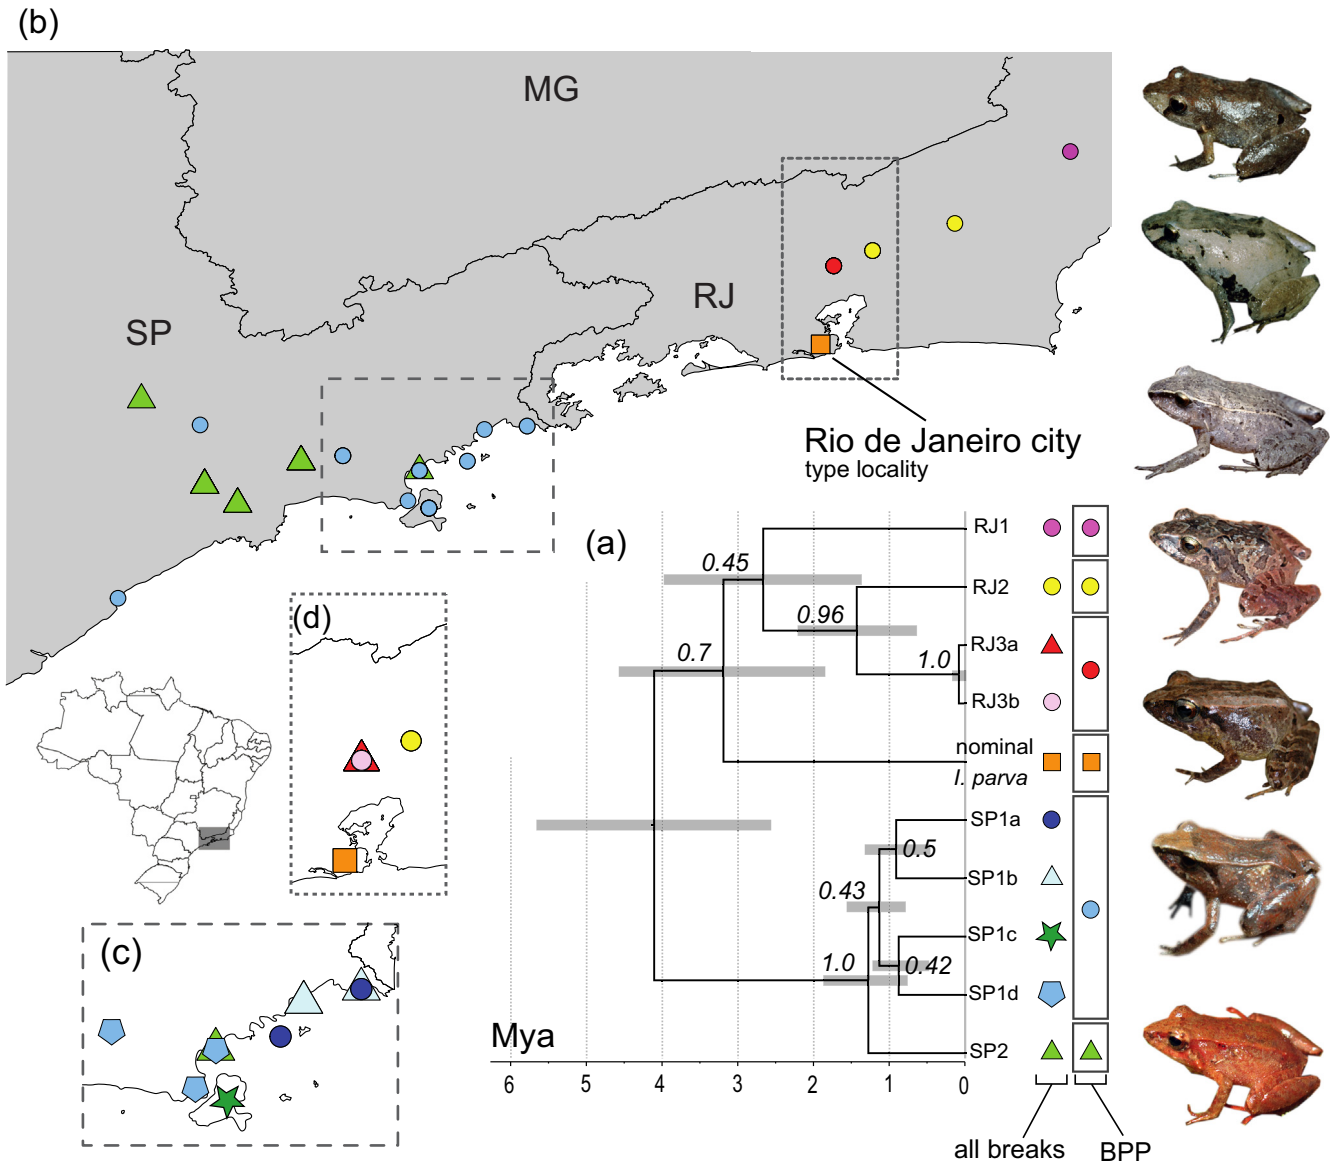 (b)
MG
RJ
SP
Rio de Janeiro city
type locality
(a)
RJ1
0.45
RJ2
0.96
RJ3a
0.7
1.0
RJ3b
(d)
nominal
I. parva
SP1a
0.5
SP1b
0.43
SP1c
(c)
1.0
0.42
SP1d
Mya
SP2
6 5 4 3 2 1 0
all breaks
BPP